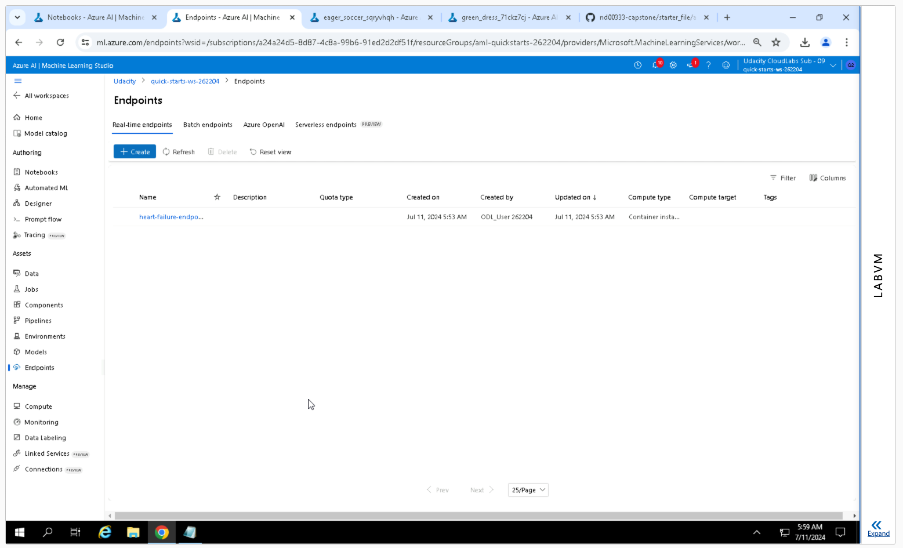 Notebooks - Azure AI | Machine
Endpoints - Azure AI | Machine
eager_soccer_sqryvhqh - Azure
green_dress_71ckz7cj - Azure AI
nd00333-capstone/starter_file/s
ml.azure.com/endpoints?wsid=/subscriptions/a24a24d5-8d87-4c8a-99b6-91ed2d2df51f/resourceGroups/aml-quickstarts-262204/providers/Microsoft.MachineLearningServices/wor...
Azure AI | Machine Learning Studio
Udacity CloudLabs Sub - 09
quick-starts-ws-262204
All workspaces
Home
Model catalog
Authoring
Notebooks
Automated ML
Designer
Prompt flow
Tracing PREVIEW
Assets
Data
Jobs
Components
Pipelines
Environments
Models
Endpoints
Manage
Compute
Monitoring
Data Labeling
Linked Services PREVIEW
Connections PREVIEW
Udacity > quick-starts-ws-262204 > Endpoints
Endpoints
Real-time endpoints Batch endpoints Azure OpenAI Serverless endpoints PREVIEW
+ Create Refresh Delete Reset view
Filter Columns
Name Description Quota type Created on Created by Updated on ↓ Compute type Compute target Tags
heart-failure-endpo... Jul 11, 2024 5:53 AM ODL_User 262204 Jul 11, 2024 5:53 AM Container insta...
< Prev Next > 25/Page
5:59 AM
7/11/2024
LABVM
Expand